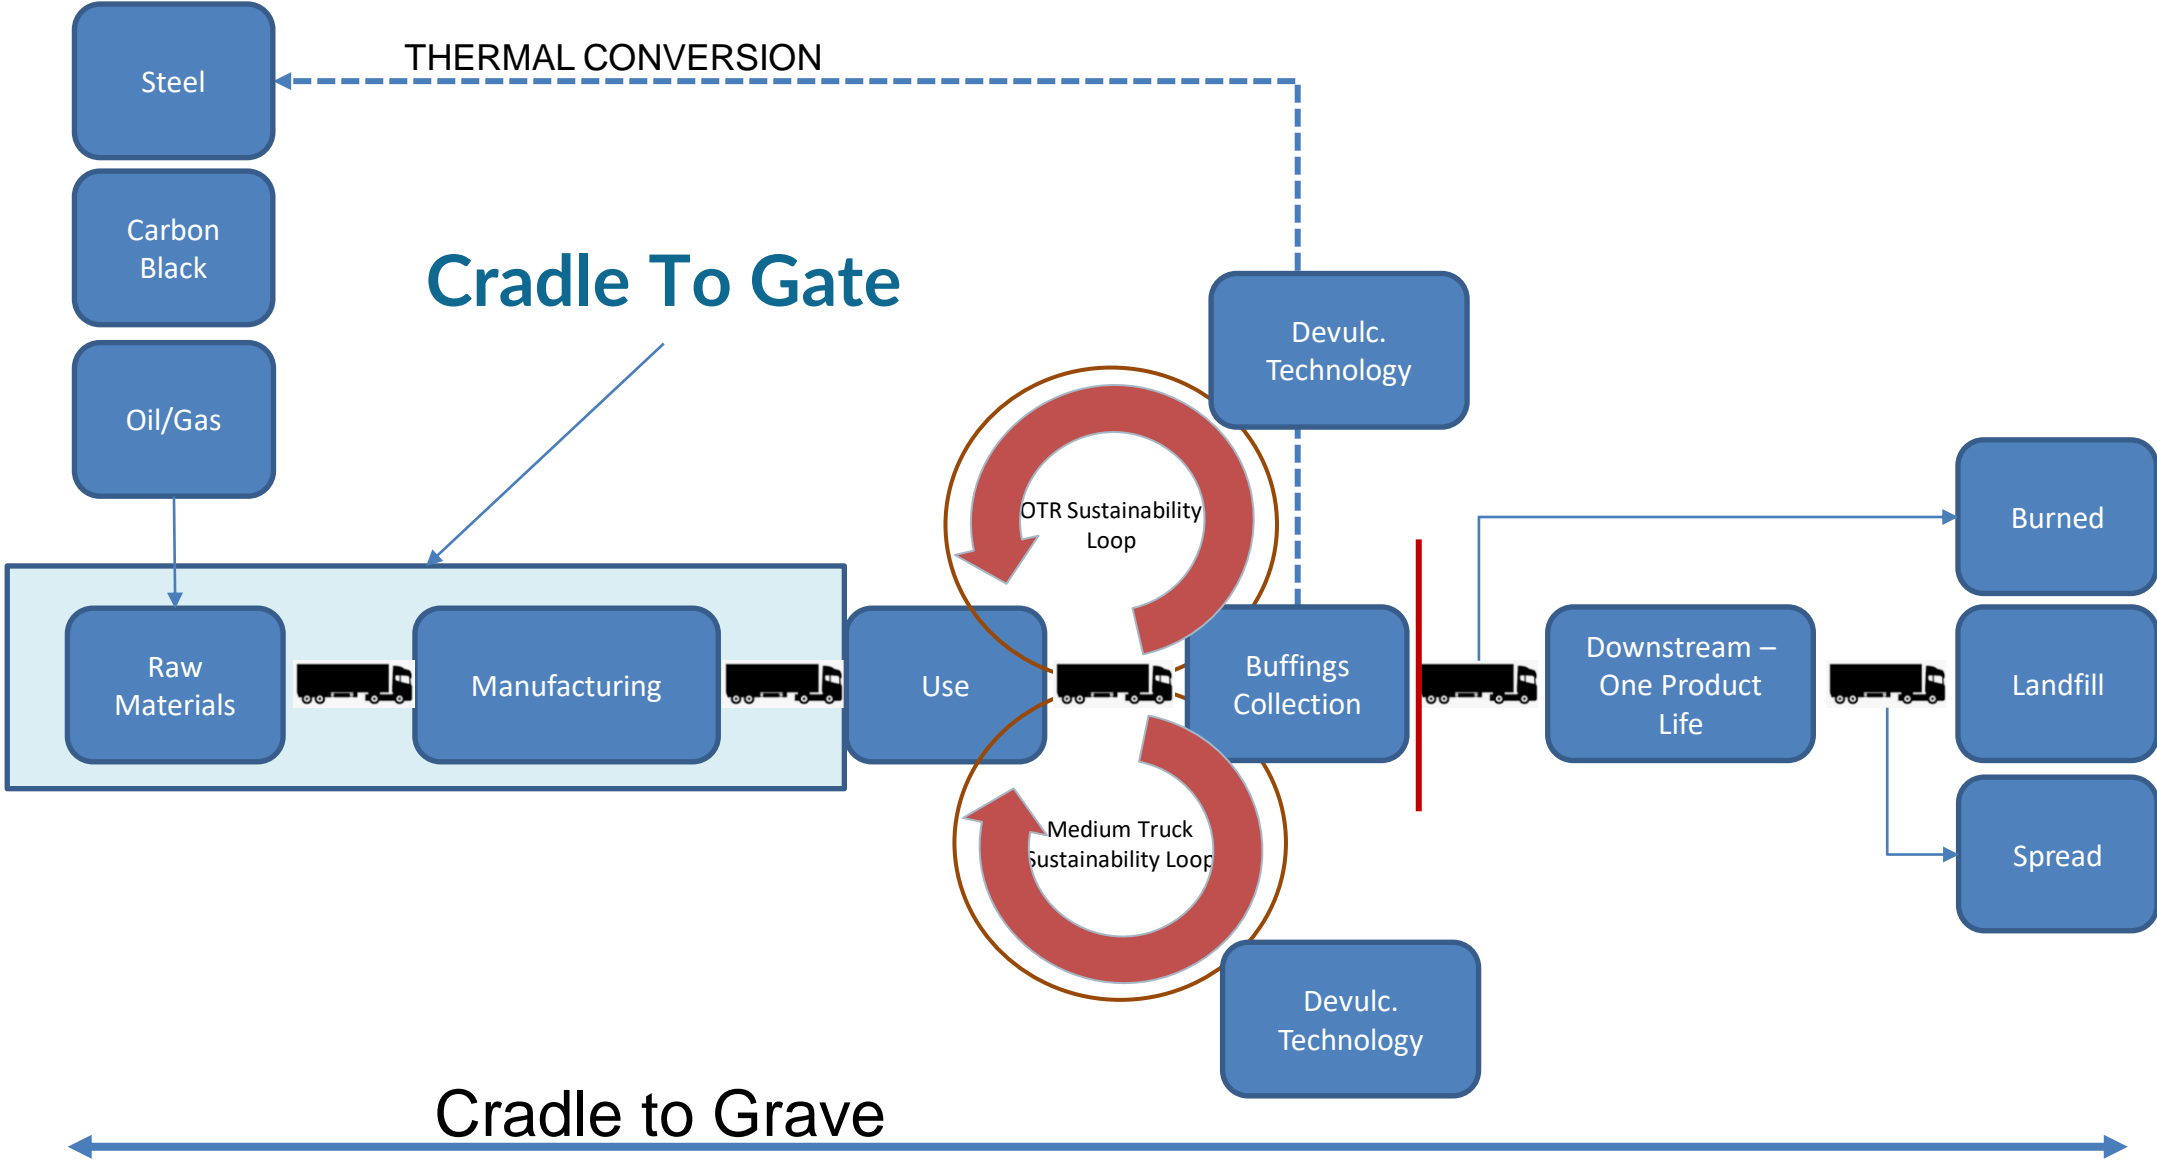 THERMAL CONVERSION
Steel
Carbon
Black
Cradle To Gate
Oil/Gas
Devulc.
Technology
OTR Sustainability
Loop
Burned
Raw
Materials
Manufacturing
Use
Buffings
Collection
Downstream –
One Product
Life
Landfill
Medium Truck
Sustainability Loop
Spread
Devulc.
Technology
Cradle to Grave